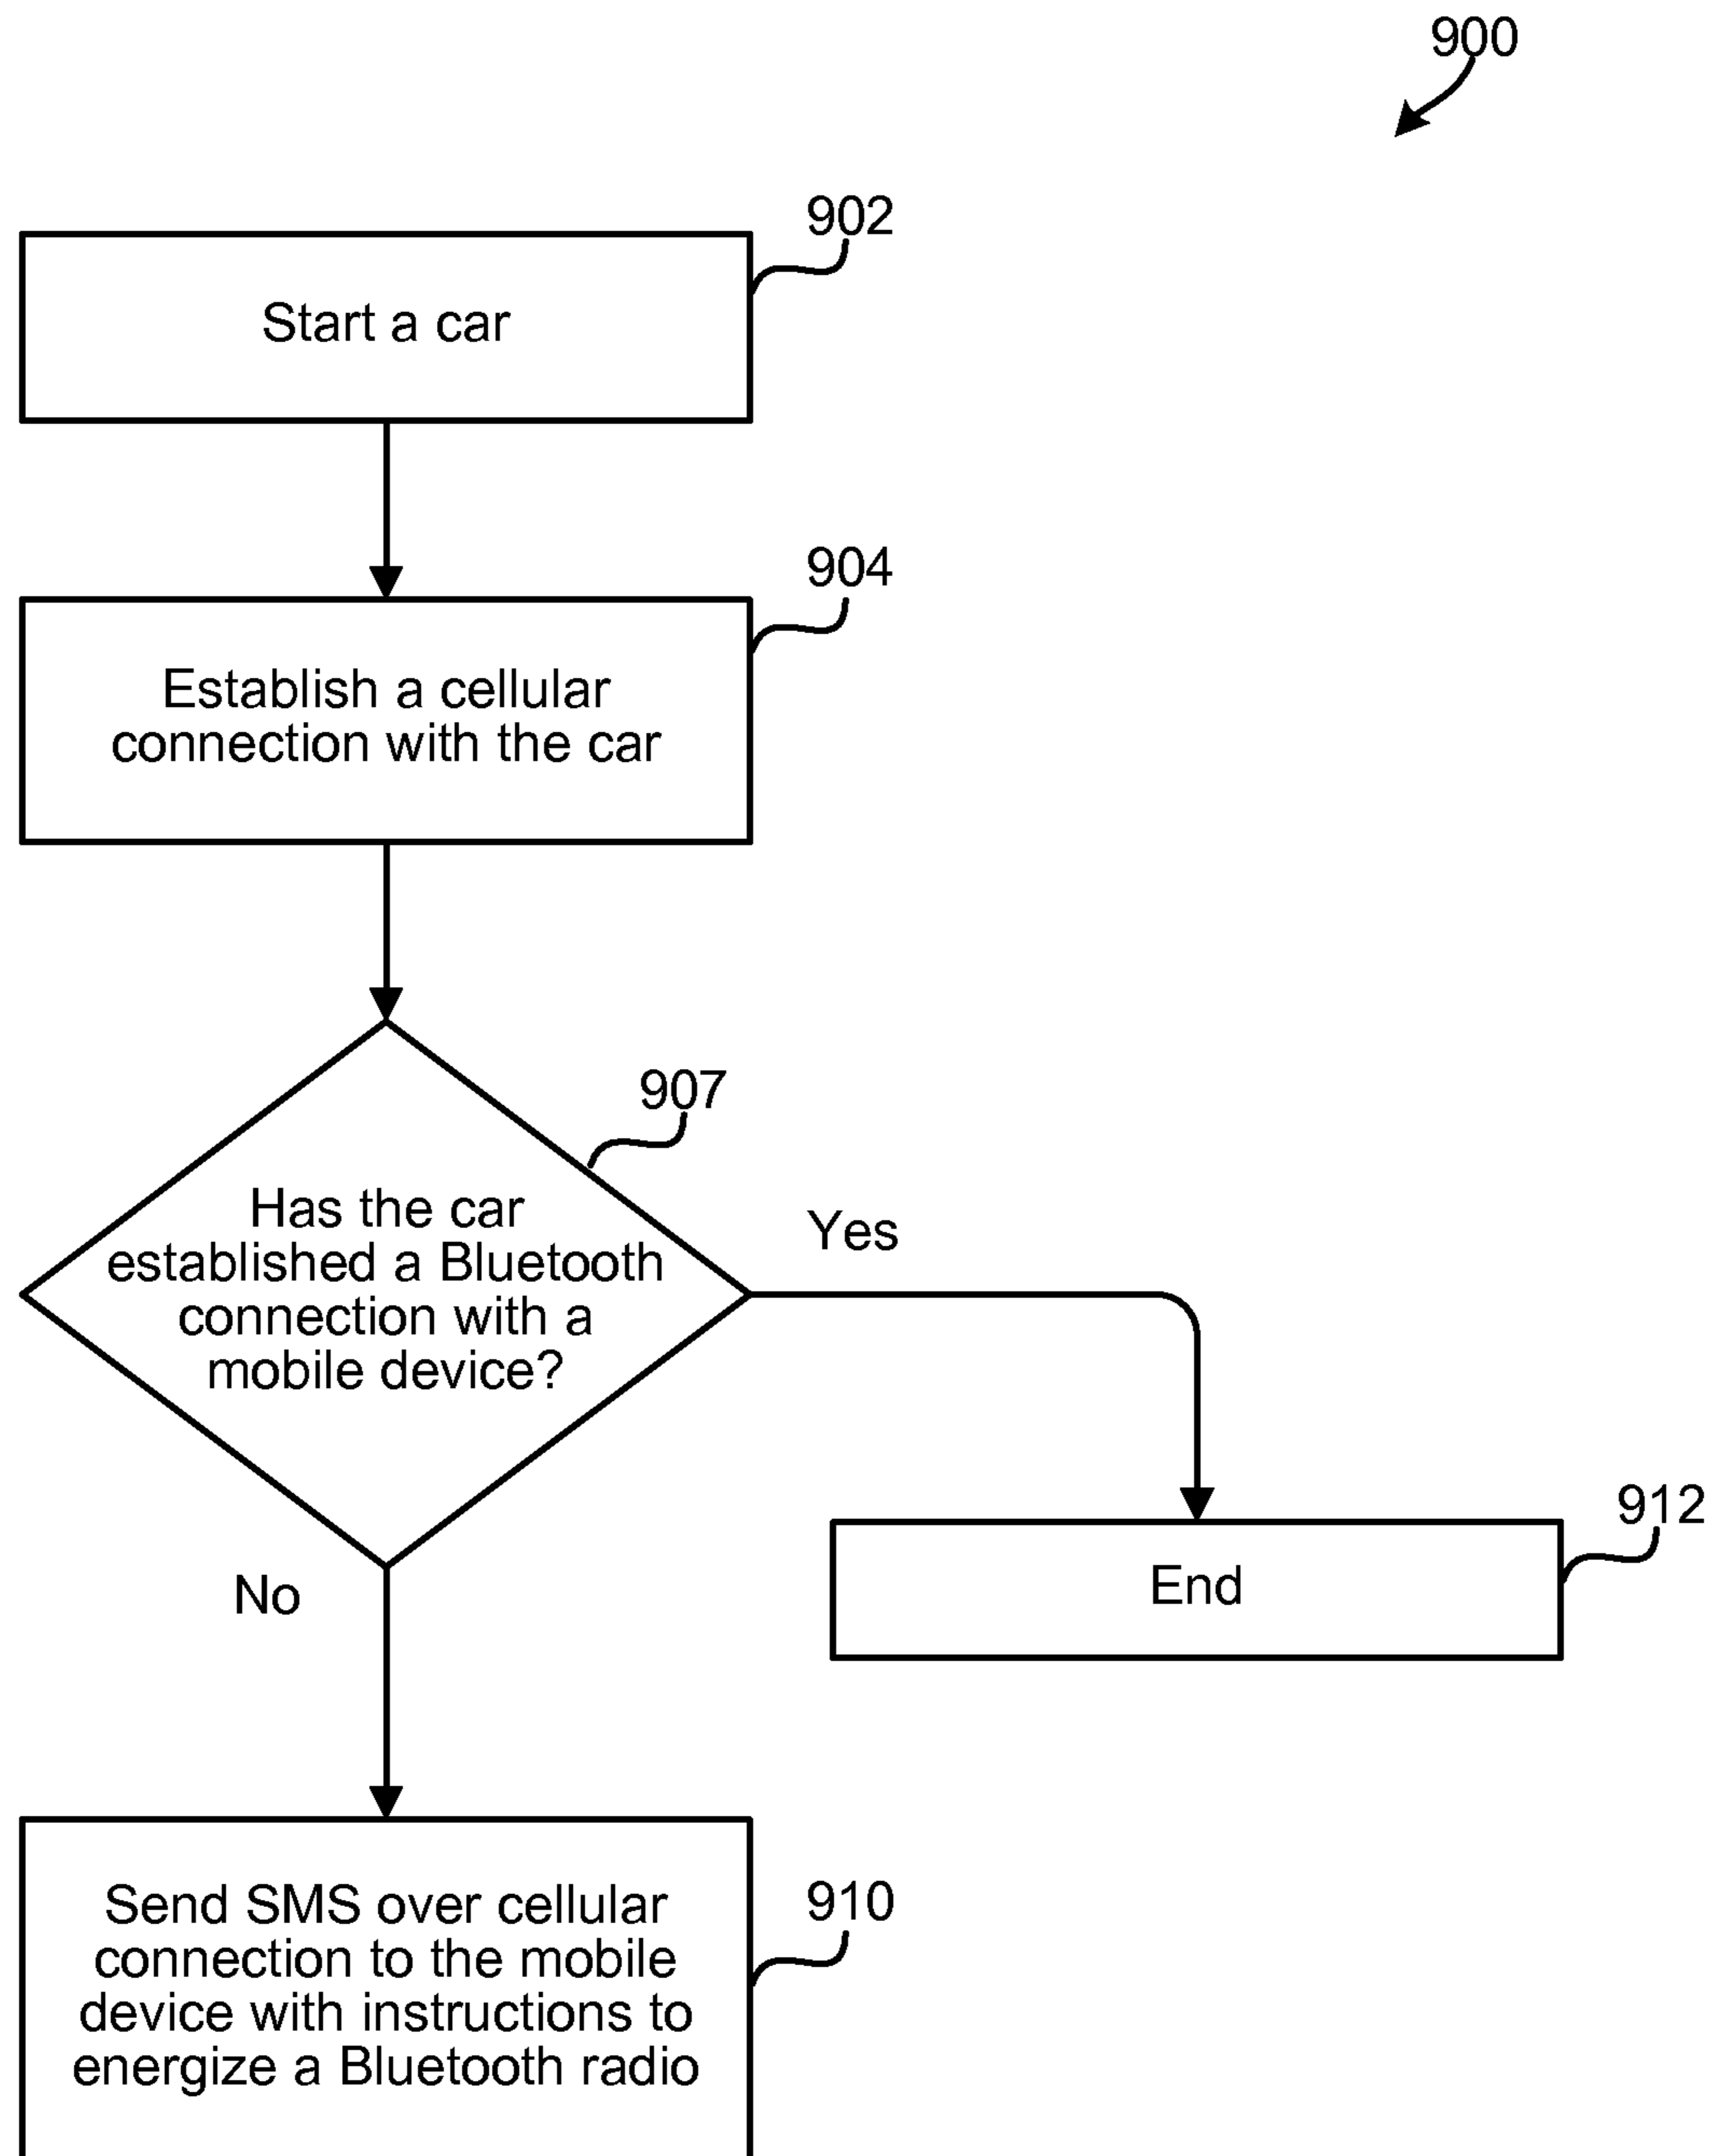 900
902
Start a car
904
Establish a cellular
connection with the car
907
Has the car
established a Bluetooth
connection with a
mobile device?
Yes
No
912
End
910
Send SMS over cellular
connection to the mobile
device with instructions to
energize a Bluetooth radio